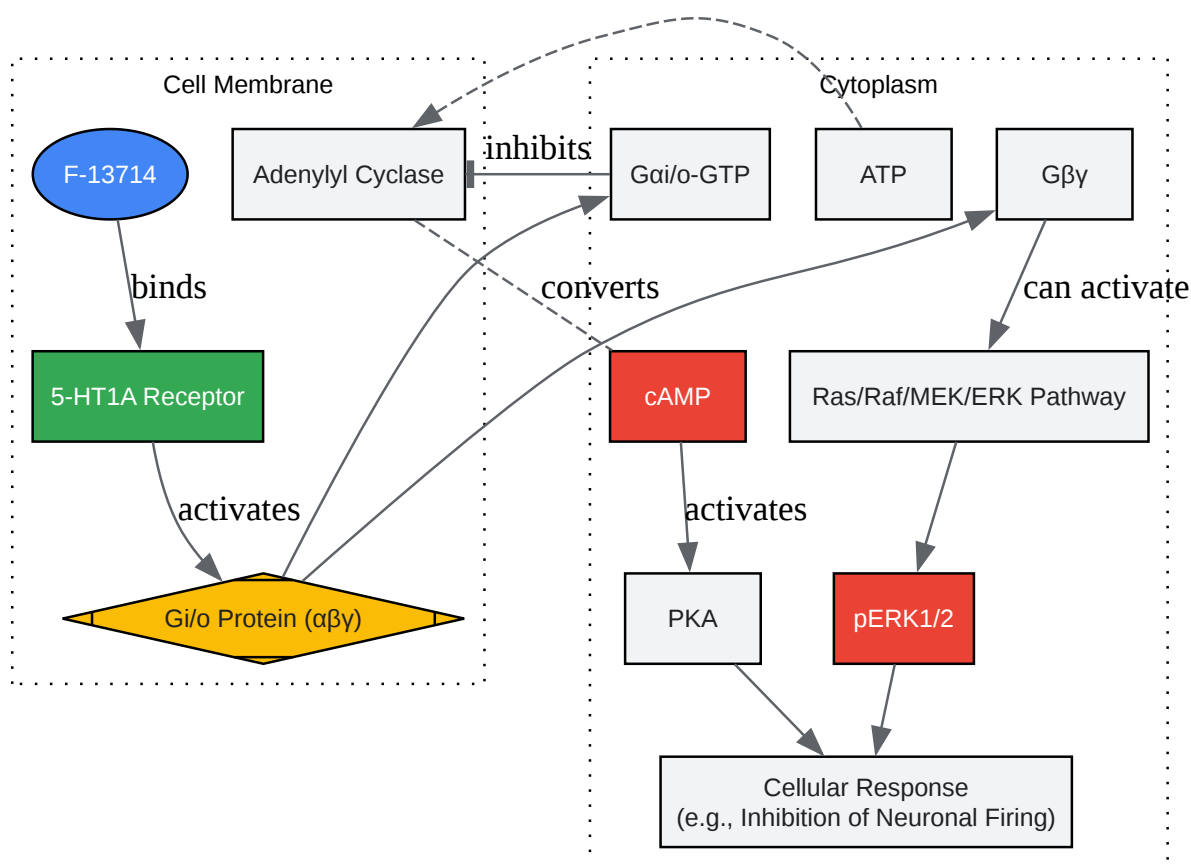 Cell Membrane
Cytoplasm
F-13714
Adenylyl Cyclase
inhibits
Gαi/o-GTP
ATP
Gβγ
binds
converts
can activate
5-HT1A Receptor
cAMP
Ras/Raf/MEK/ERK Pathway
activates
activates
Gi/o Protein (αβγ)
PKA
pERK1/2
Cellular Response
(e.g., Inhibition of Neuronal Firing)